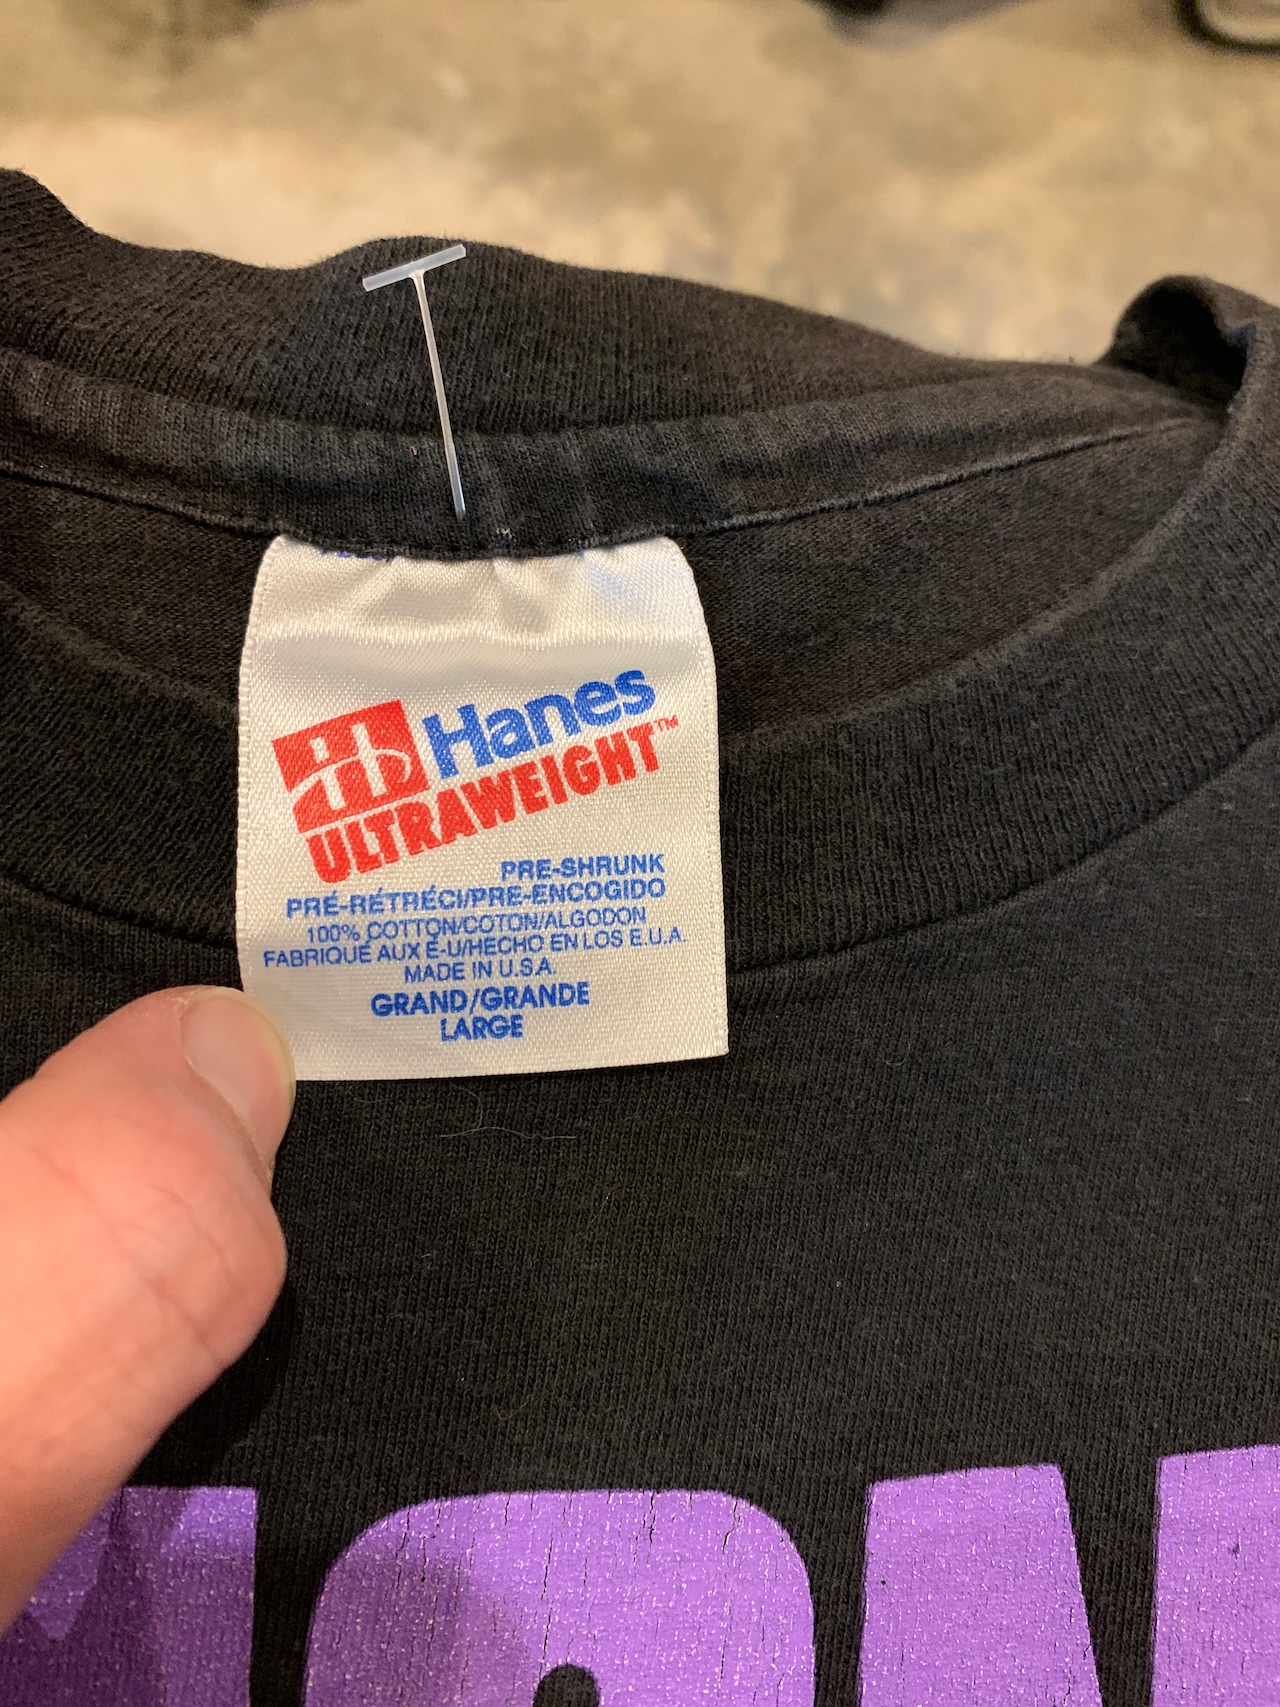 Hanes
ULTRAWEIGHT™
PRE-SHRUNK
PRÉ-RÉTRÉCI/PRE-ENCOGIDO
100% COTTON/COTON/ALGODON
FABRIQUÉ AUX É-U/HECHO EN LOS E.U.A.
MADE IN U.S.A.
GRAND/GRANDE
LARGE